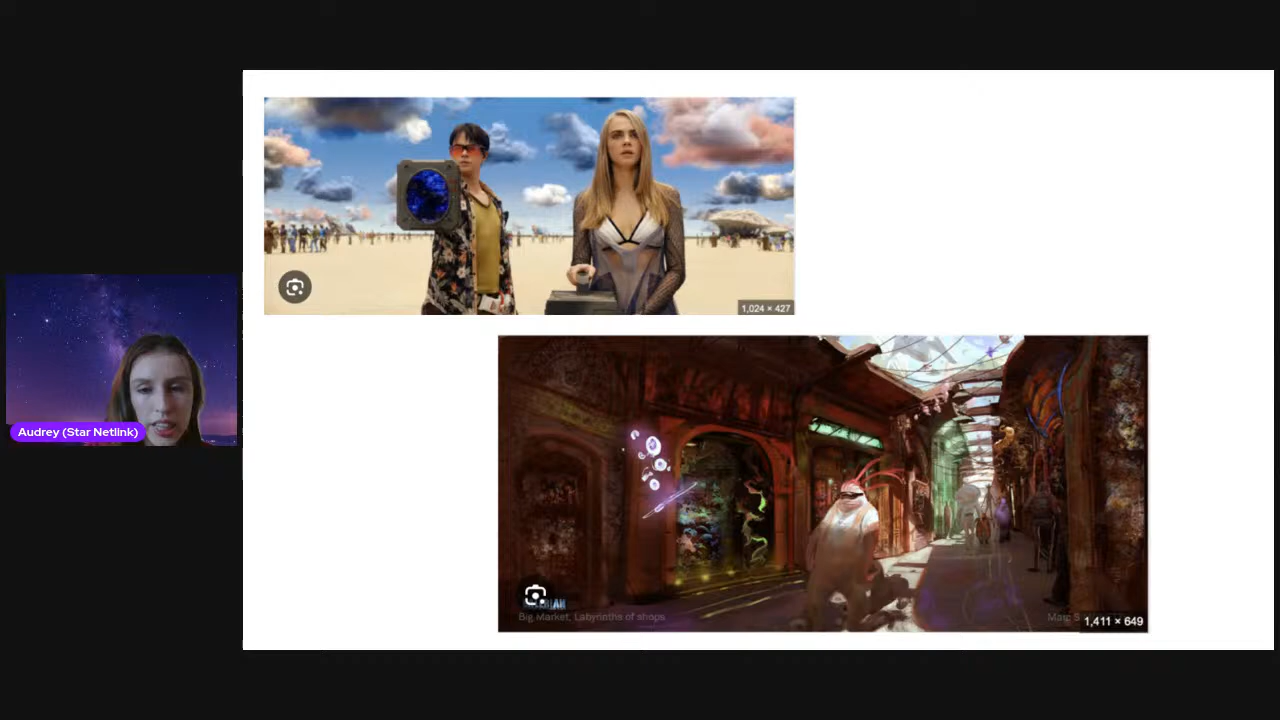 1,024 × 427
Audrey (Star Netlink)
Big Market, Labyrinths of shops
1,411 × 649